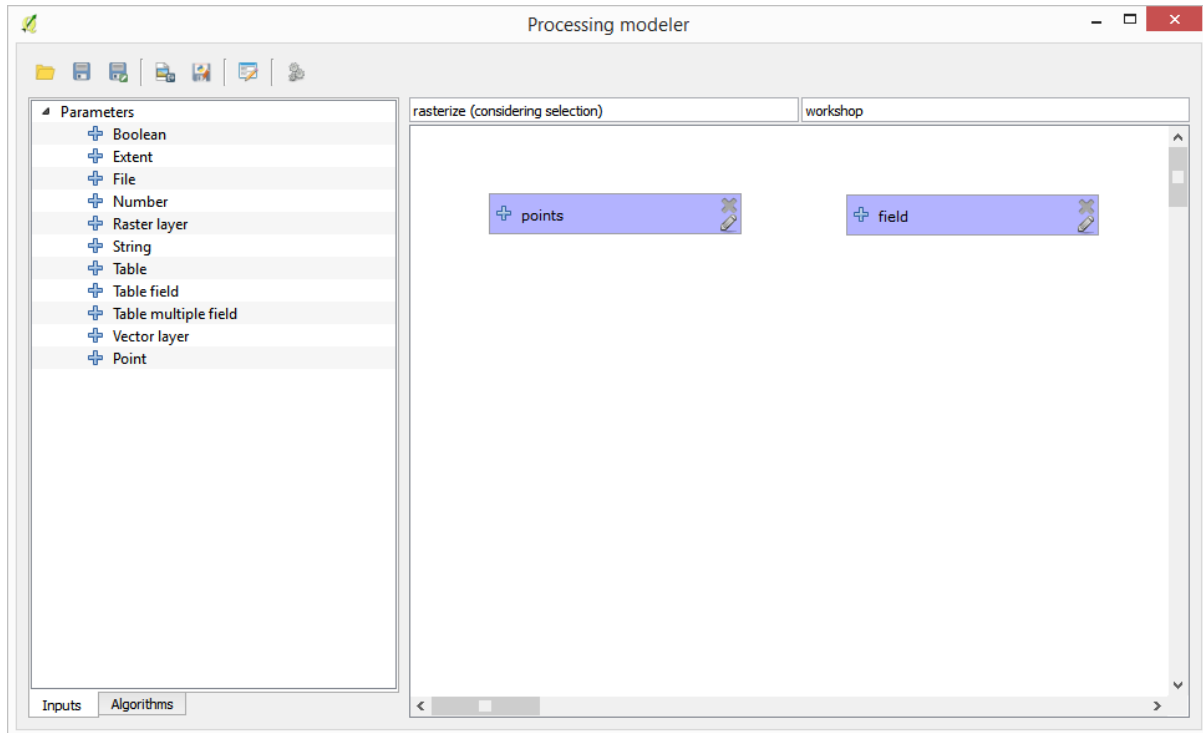 Processing modeler
Parameters
Boolean
Extent
File
Number
Raster layer
String
Table
Table field
Table multiple field
Vector layer
Point
Inputs
Algorithms
rasterize (considering selection)
workshop
points
field